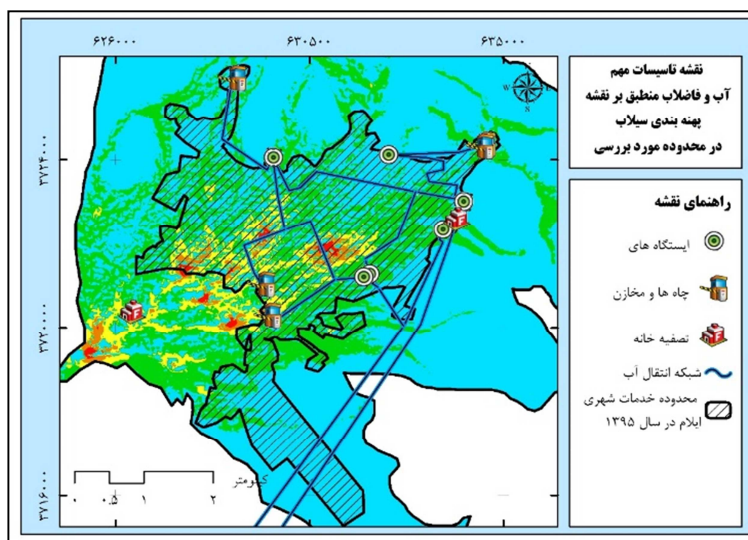 ۶۲۶۰۰۰
۶۳۰۵۰۰
۶۳۵۰۰۰
۳۷۲۴۰۰۰
۳۷۲۰۰۰۰
۳۷۱۶۰۰۰
W
N
E
S
کیلومتر
۰
۰.۵
۱
۲
نقشه تاسیسات مهم
آب و فاضلاب منطبق بر نقشه
پهنه بندی سیلاب
در محدوده مورد بررسی
راهنمای نقشه
ایستگاه های
چاه ها و مخازن
تصفیه خانه
شبکه انتقال آب
محدوده خدمات شهری
ایلام در سال ۱۳۹۵